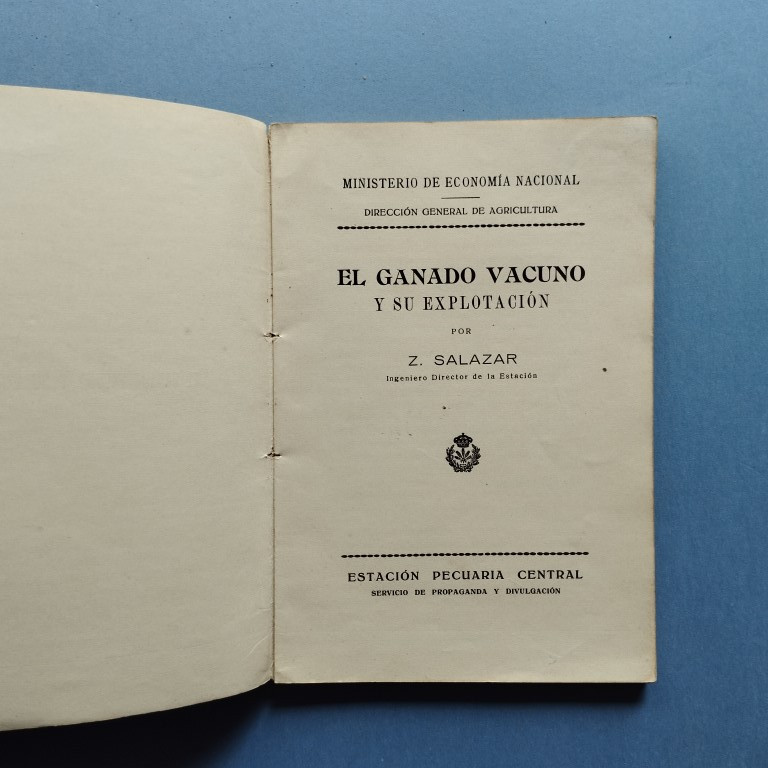 MINISTERIO DE ECONOMÍA NACIONAL
DIRECCIÓN GENERAL DE AGRICULTURA
EL GANADO VACUNO
Y SU EXPLOTACIÓN
POR
Z. SALAZAR
Ingeniero Director de la Estación
ESTACIÓN PECUARIA CENTRAL
SERVICIO DE PROPAGANDA Y DIVULGACIÓN